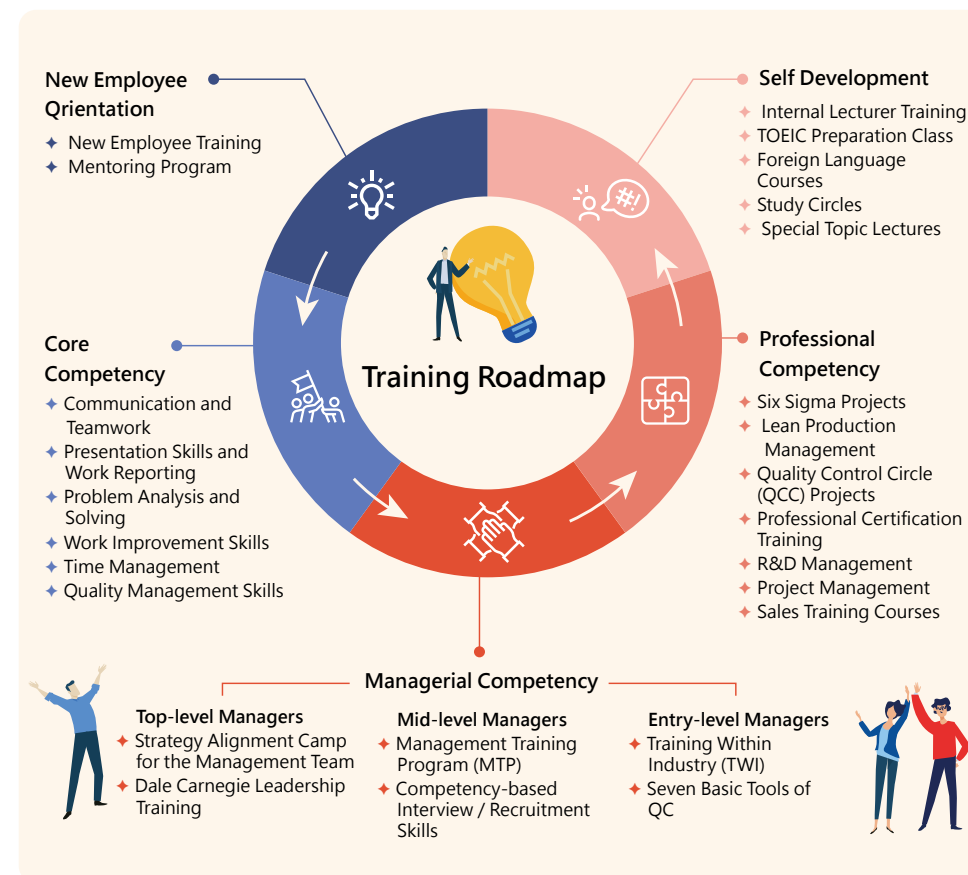 New Employee
Qrientation
New Employee Training
Mentoring Program
Core
Competency
Communication and
Teamwork
Presentation Skills and
Work Reporting
Problem Analysis and
Solving
Work Improvement Skills
Time Management
Quality Management Skills
#!
Training Roadmap
Self Development
Internal Lecturer Training
TOEIC Preparation Class
Foreign Language
Courses
Study Circles
Special Topic Lectures
Professional
Competency
Six Sigma Projects
Lean Production
Management
Quality Control Circle
(QCC) Projects
Professional Certification
Training
R&D Management
Project Management
Sales Training Courses
Managerial Competency
Top-level Managers
Strategy Alignment Camp
for the Management Team
Dale Carnegie Leadership
Training
Mid-level Managers
Management Training
Program (MTP)
Competency-based
Interview / Recruitment
Skills
Entry-level Managers
Training Within
Industry (TWI)
Seven Basic Tools of
QC